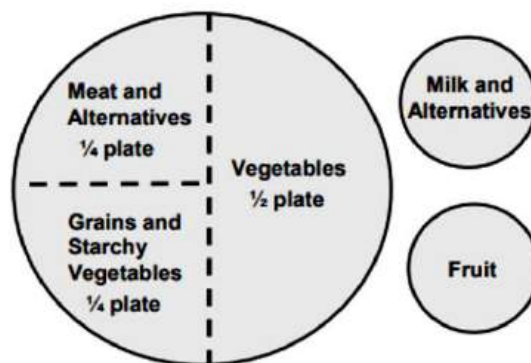 Meat and
Alternatives
¼ plate
Grains and
Starchy
Vegetables
¼ plate
Vegetables
½ plate
Milk and
Alternatives
Fruit